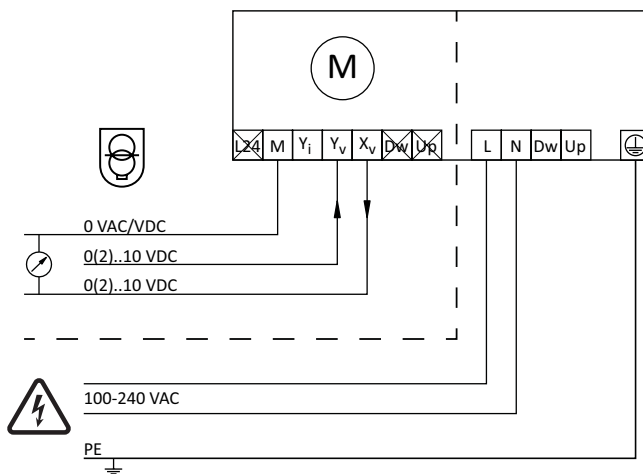 M
L24 M Yi Yv Xv Dw Up L N Dw Up
0 VAC/VDC
0(2)..10 VDC
0(2)..10 VDC
100-240 VAC
PE